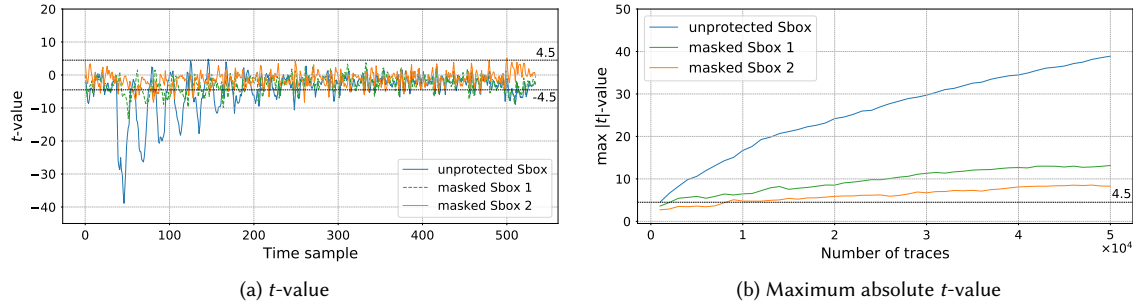 20
10
0
−10
−20
−30
−40
t-value
4.5
-4.5
unprotected Sbox
masked Sbox 1
masked Sbox 2
0 100 200 300 400 500
Time sample
(a) t-value
50
40
30
20
10
0
max |t|-value
unprotected Sbox
masked Sbox 1
masked Sbox 2
4.5
0 1 2 3 4 5
×10⁴
Number of traces
(b) Maximum absolute t-value